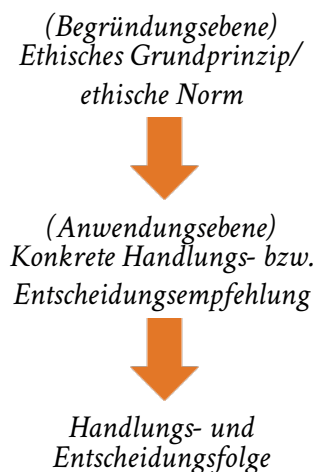 (Begründungsebene)
Ethisches Grundprinzip/
ethische Norm
(Anwendungsebene)
Konkrete Handlungs- bzw.
Entscheidungsempfehlung
Handlungs- und
Entscheidungsfolge